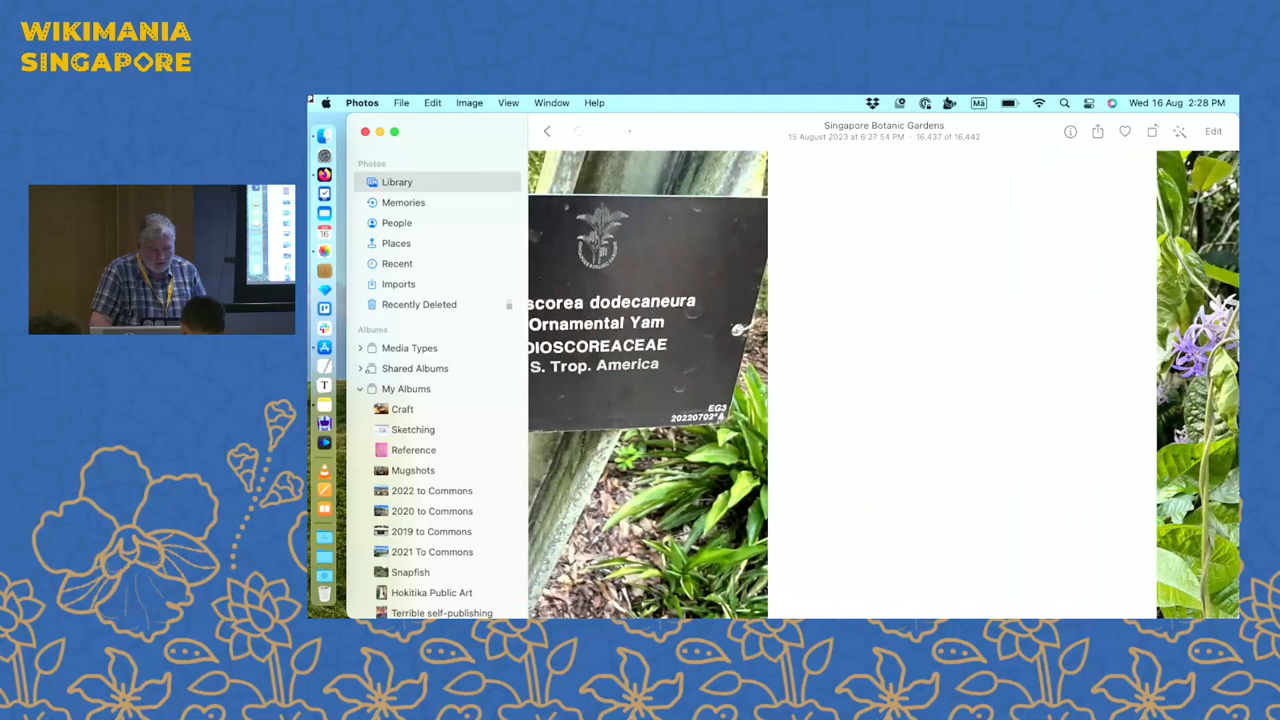 WIKIMANIA
SINGAPORE
Photos File Edit Image View Window Help
Mā
Wed 16 Aug 2:28 PM
Singapore Botanic Gardens
15 August 2023 at 6:27:54 PM · 16,437 of 16,442
Edit
Photos
Library
Memories
People
Places
Recent
Imports
Recently Deleted
Albums
Media Types
Shared Albums
My Albums
Craft
Sketching
Reference
Mugshots
2022 to Commons
2020 to Commons
2019 to Commons
2021 To Commons
Snapfish
Hokitika Public Art
Terrible self-publishing
16
T
scorea dodecaneura
Ornamental Yam
DIOSCOREACEAE
S. Trop. America
EG3
20220702*A